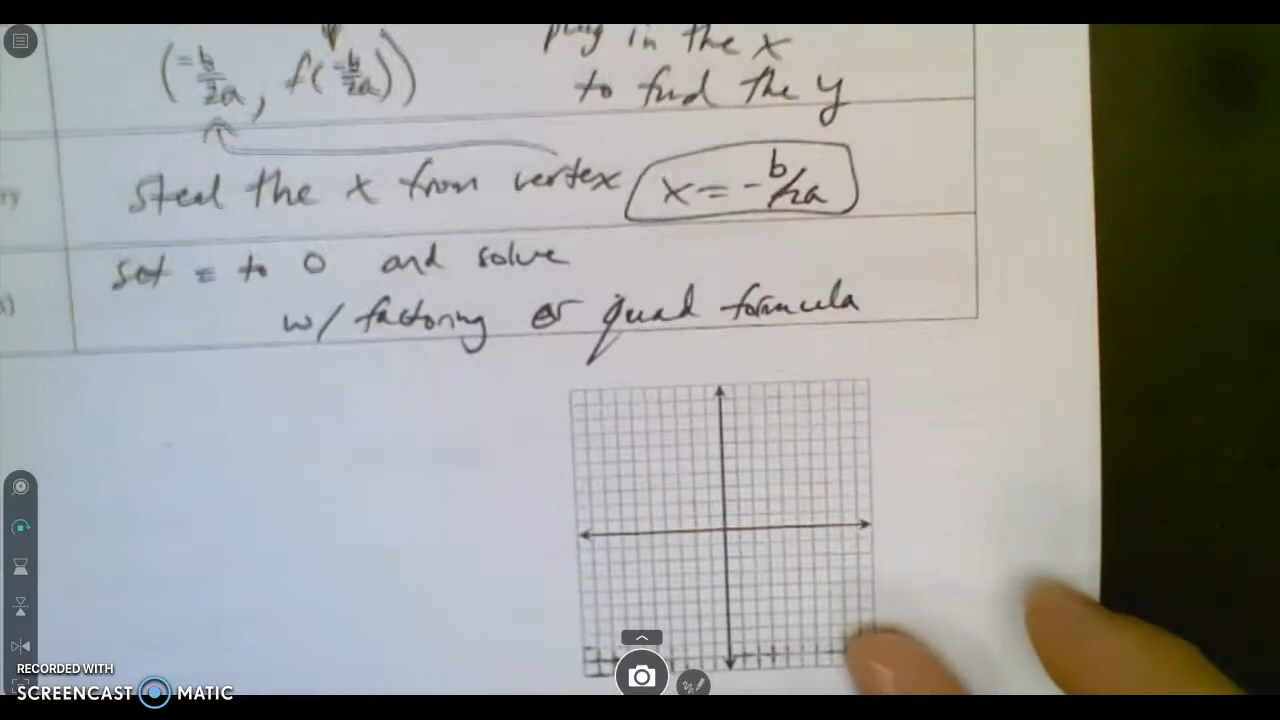 plug in the x
(-b/2a, f(-b/2a))
to find the y
Steal the x from vertex x = -b/2a
set = to 0 and solve
w/ factoring or quad formula
RECORDED WITH
SCREENCAST MATIC